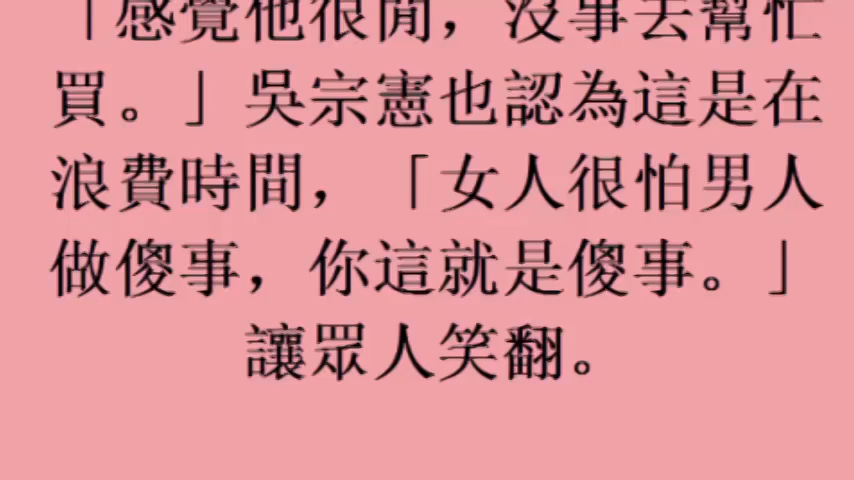 「感覺他很閒，沒事去幫忙
買。」吳宗憲也認為這是在
浪費時間，「女人很怕男人
做傻事，你這就是傻事。」
讓眾人笑翻。